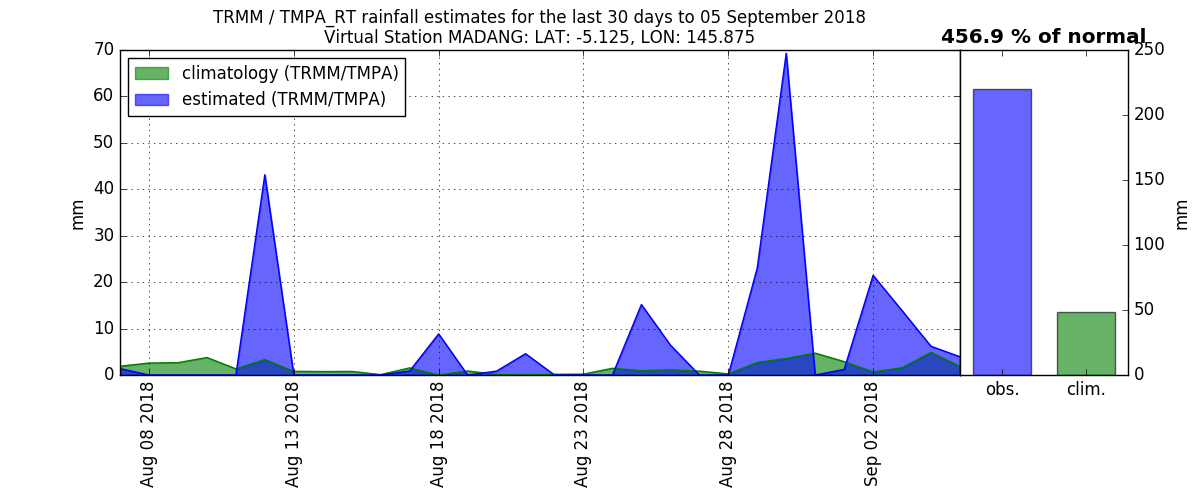 TRMM / TMPA_RT rainfall estimates for the last 30 days to 05 September 2018
Virtual Station MADANG: LAT: -5.125, LON: 145.875
456.9 % of normal
climatology (TRMM/TMPA)
estimated (TRMM/TMPA)
mm
70
60
50
40
30
20
10
0
Aug 08 2018
Aug 13 2018
Aug 18 2018
Aug 23 2018
Aug 28 2018
Sep 02 2018
obs.
clim.
250
200
150
100
50
0
mm